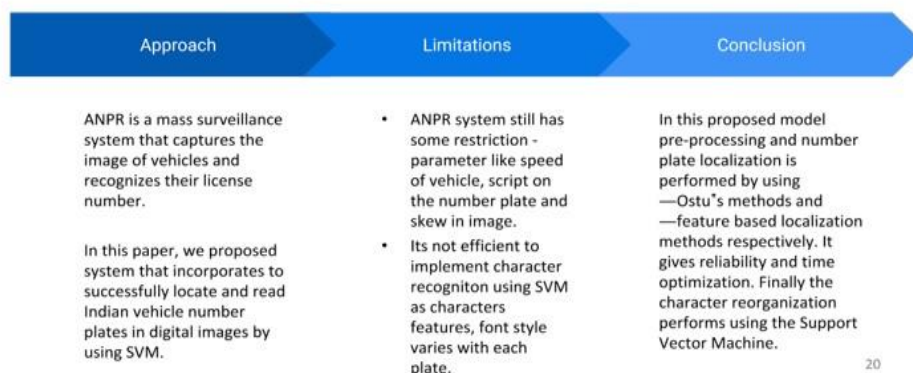 Approach
Limitations
Conclusion
ANPR is a mass surveillance
system that captures the
image of vehicles and
recognizes their license
number.
In this paper, we proposed
system that incorporates to
successfully locate and read
Indian vehicle number
plates in digital images by
using SVM.
• ANPR system still has
some restriction -
parameter like speed
of vehicle, script on
the number plate and
skew in image.
• Its not efficient to
implement character
recogniton using SVM
as characters
features, font style
varies with each
plate.
In this proposed model
pre-processing and number
plate localization is
performed by using
―Ostu‟s methods and
―feature based localization
methods respectively. It
gives reliability and time
optimization. Finally the
character reorganization
performs using the Support
Vector Machine.
20